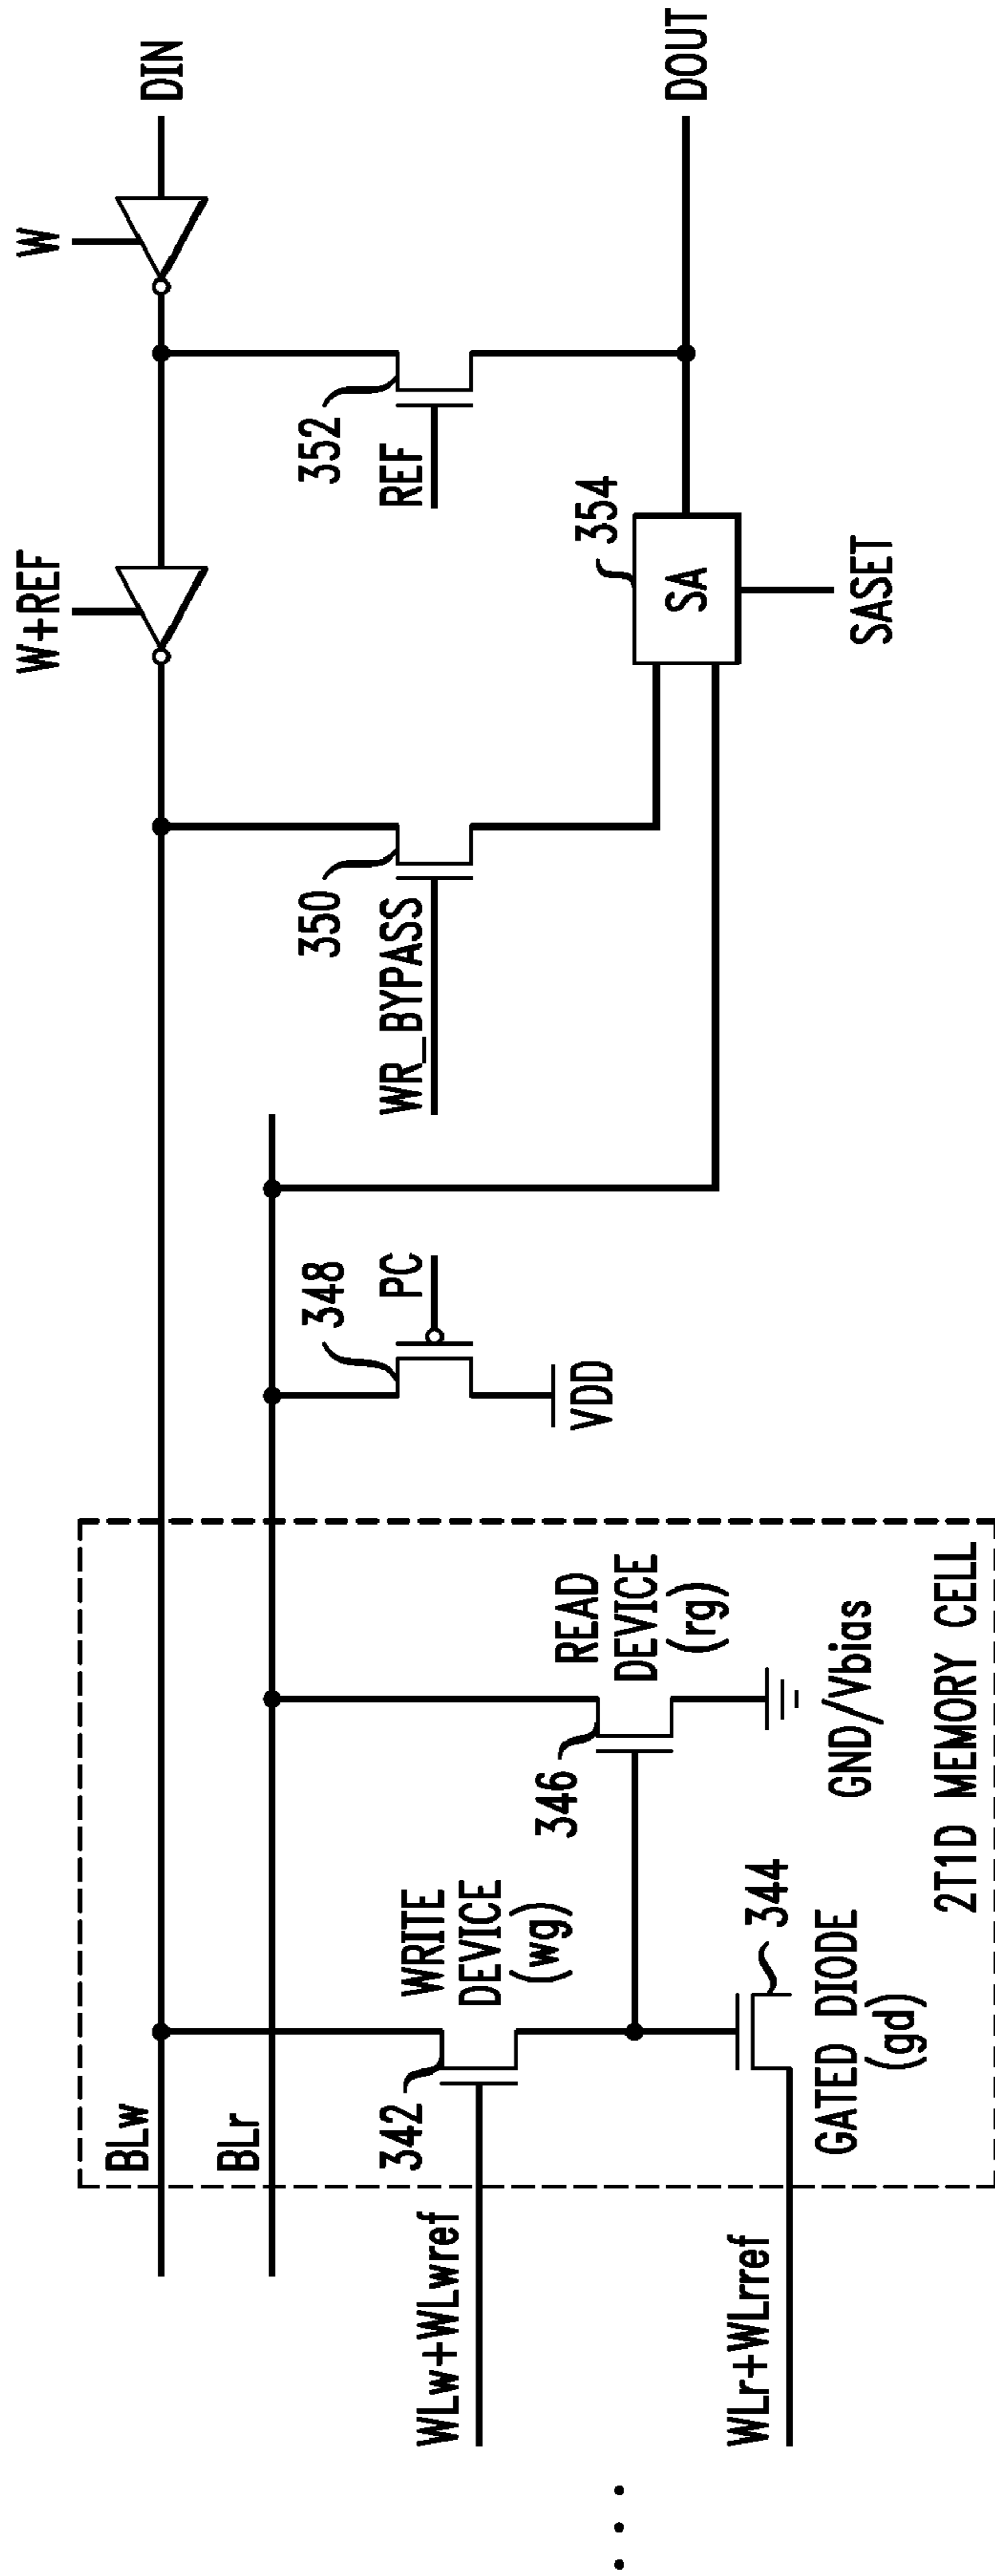 W
DIN
W+REF
352
REF
354
SA
SASET
DOUT
350
WR_BYPASS
348
PC
VDD
BLw
BLr
WRITE
DEVICE
(wg)
342
READ
DEVICE
(rg)
346
GND/Vbias
344
GATED DIODE
(gd)
2T1D MEMORY CELL
WLw+WLwref
WLr+WLrref